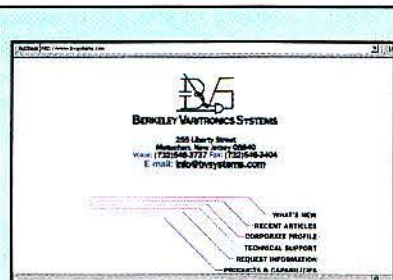 BERKELEY VARITRONICS SYSTEMS
255 Liberty Street
Metuchen, New Jersey 08840
Voice: (732)548-3737 Fax: (732)548-3404
E-mail: info@bvsystems.com
WHAT'S NEW
RECENT ARTICLES
CORPORATE PROFILE
TECHNICAL SUPPORT
REQUEST INFORMATION
PRODUCTS & CAPABILITIES